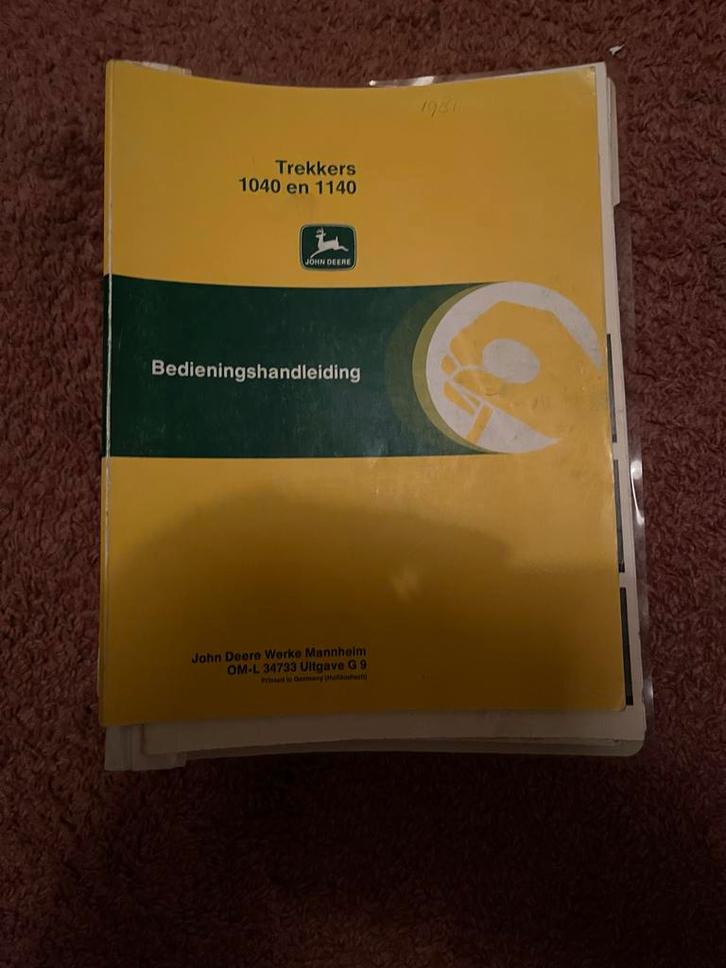 1981
Trekkers
1040 en 1140
JOHN DEERE
Bedieningshandleiding
John Deere Werke Mannheim
OM-L 34733 Uitgave G 9
Printed in Germany (Holländisch)